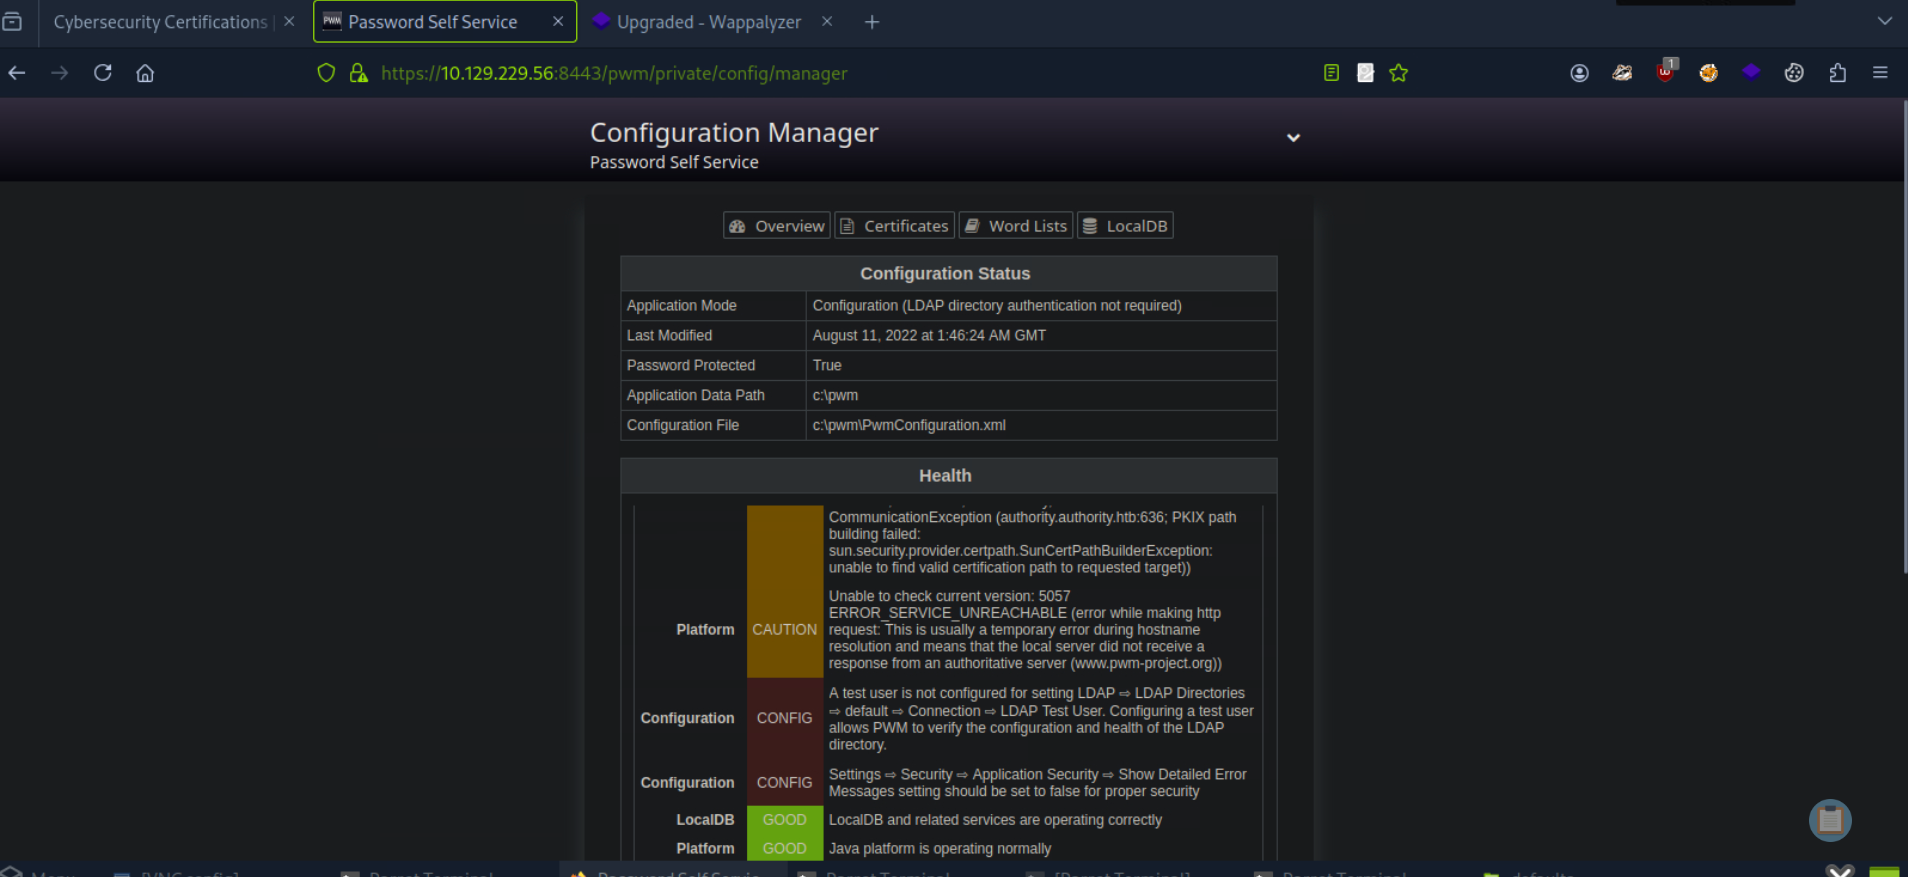 Cybersecurity Certifications |
PWM Password Self Service
Upgraded - Wappalyzer
https://10.129.229.56:8443/pwm/private/config/manager
1
Configuration Manager
Password Self Service
Overview Certificates Word Lists LocalDB
Configuration Status
Application Mode Configuration (LDAP directory authentication not required)
Last Modified August 11, 2022 at 1:46:24 AM GMT
Password Protected True
Application Data Path c:\pwm
Configuration File c:\pwm\PwmConfiguration.xml
Health
CommunicationException (authority.authority.htb:636; PKIX path
building failed:
sun.security.provider.certpath.SunCertPathBuilderException:
unable to find valid certification path to requested target))
Platform CAUTION
Unable to check current version: 5057
ERROR_SERVICE_UNREACHABLE (error while making http
request: This is usually a temporary error during hostname
resolution and means that the local server did not receive a
response from an authoritative server (www.pwm-project.org))
Configuration CONFIG
A test user is not configured for setting LDAP ⇨ LDAP Directories
⇨ default ⇨ Connection ⇨ LDAP Test User. Configuring a test user
allows PWM to verify the configuration and health of the LDAP
directory.
Configuration CONFIG
Settings ⇨ Security ⇨ Application Security ⇨ Show Detailed Error
Messages setting should be set to false for proper security
LocalDB GOOD LocalDB and related services are operating correctly
Platform GOOD Java platform is operating normally